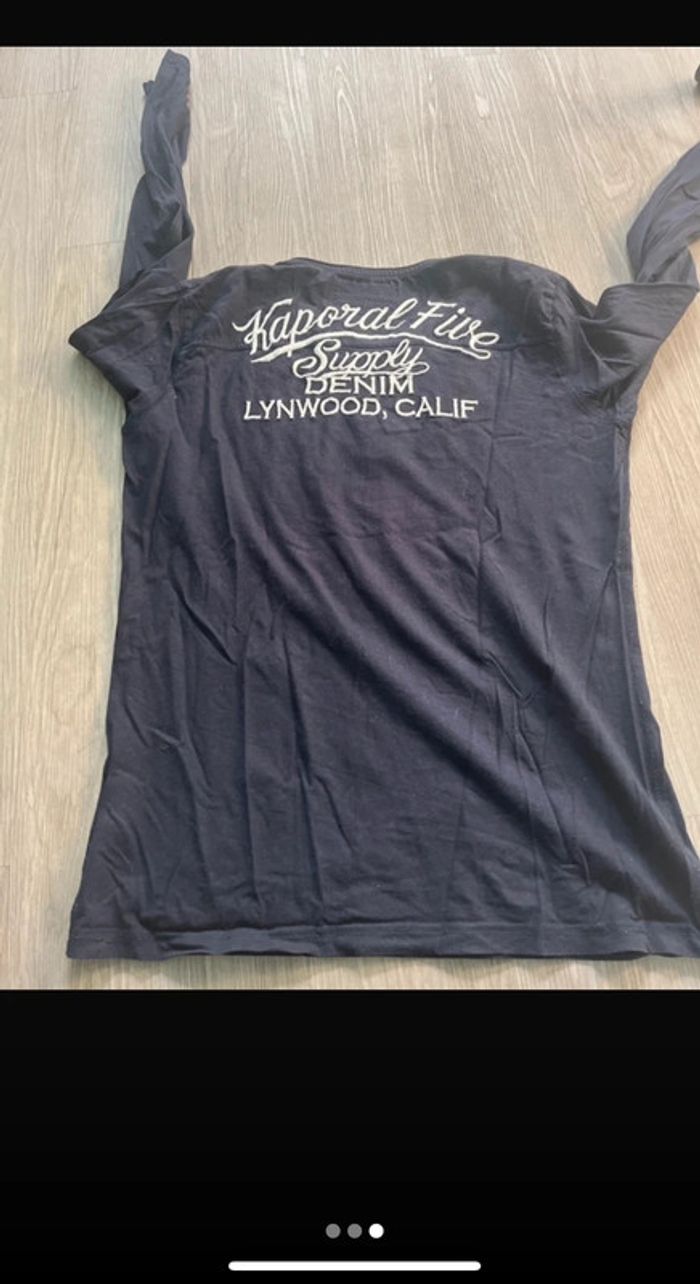 Kaporal Five
Supply
DENIM
LYNWOOD, CALIF